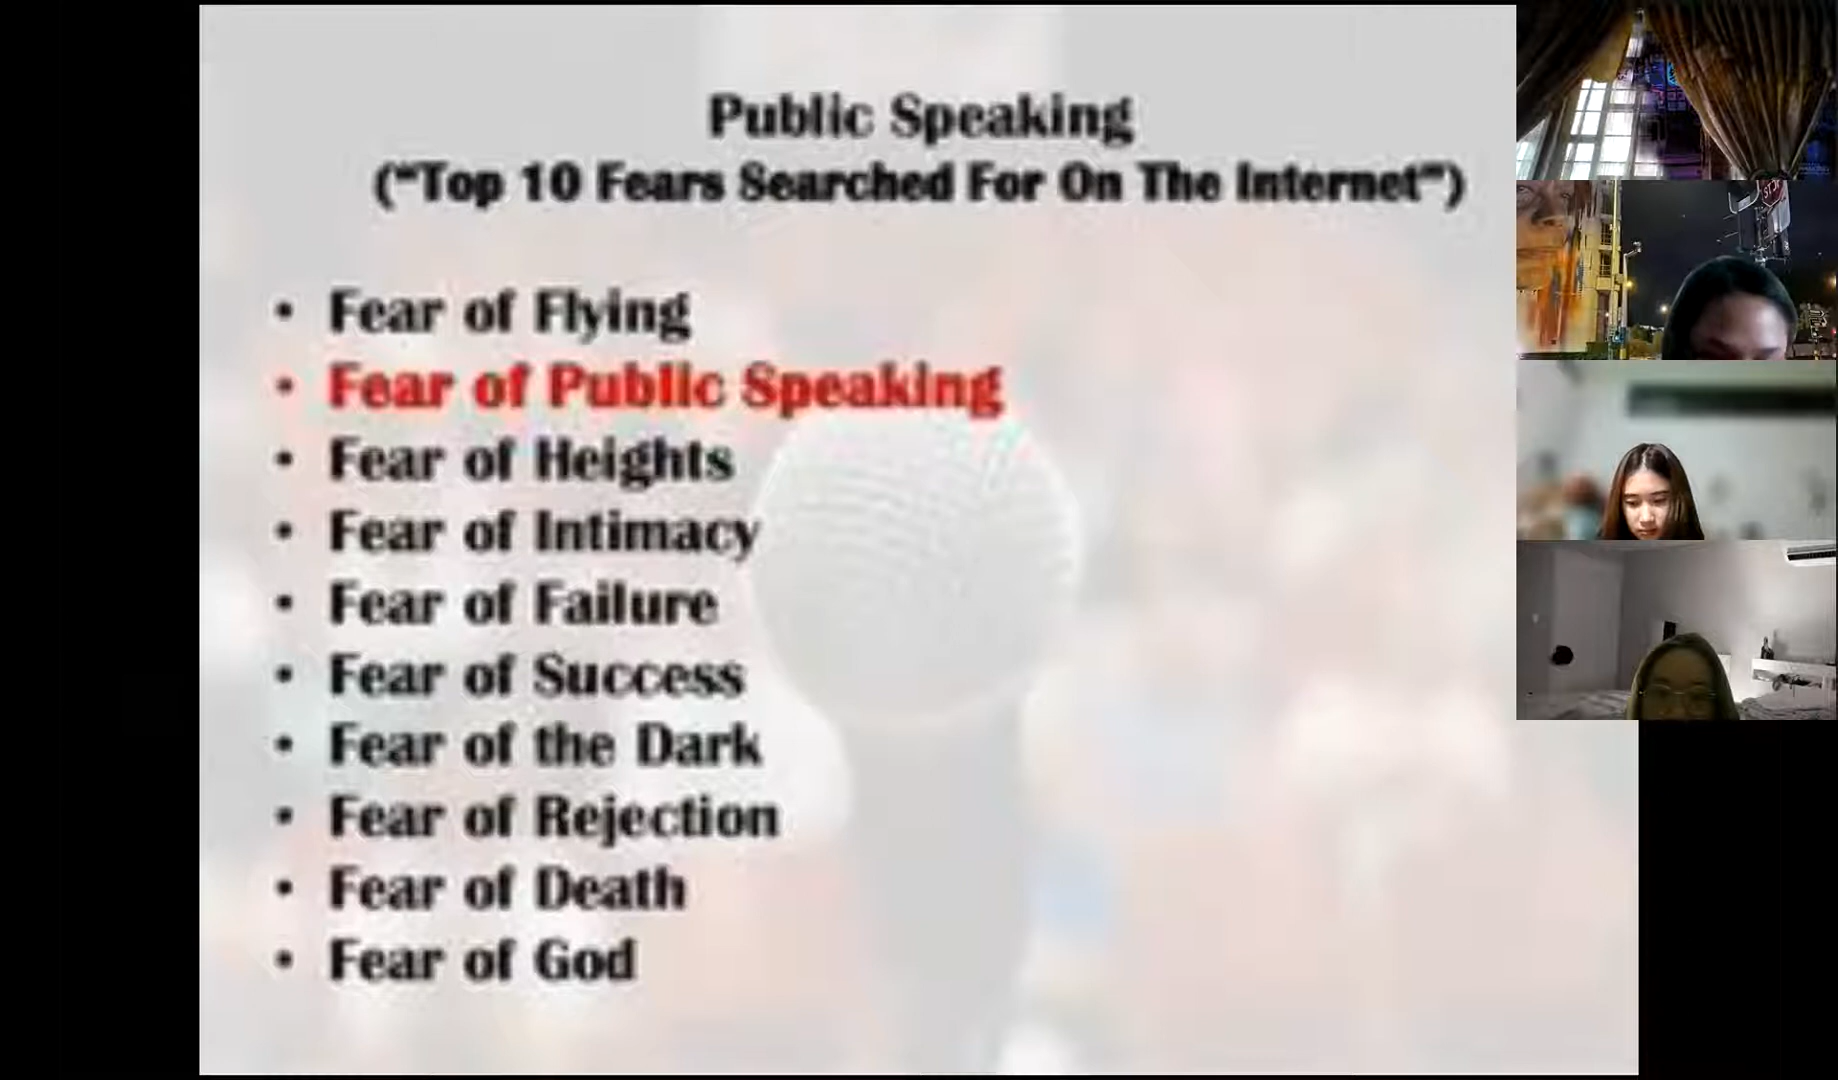 Public Speaking
("Top 10 Fears Searched For On The Internet")
• Fear of Flying
• Fear of Public Speaking
• Fear of Heights
• Fear of Intimacy
• Fear of Failure
• Fear of Success
• Fear of the Dark
• Fear of Rejection
• Fear of Death
• Fear of God